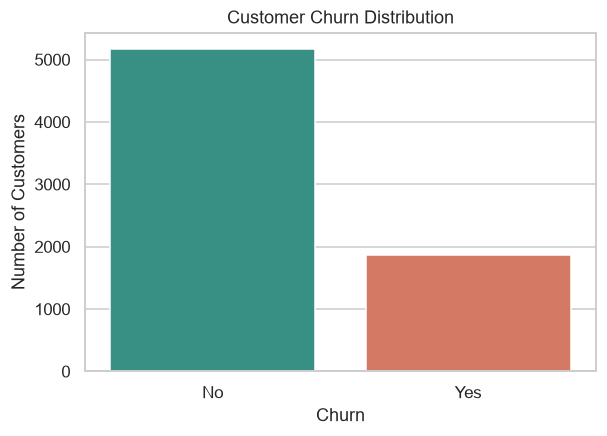 Customer Churn Distribution
Number of Customers
5000
4000
3000
2000
1000
0
No Yes
Churn